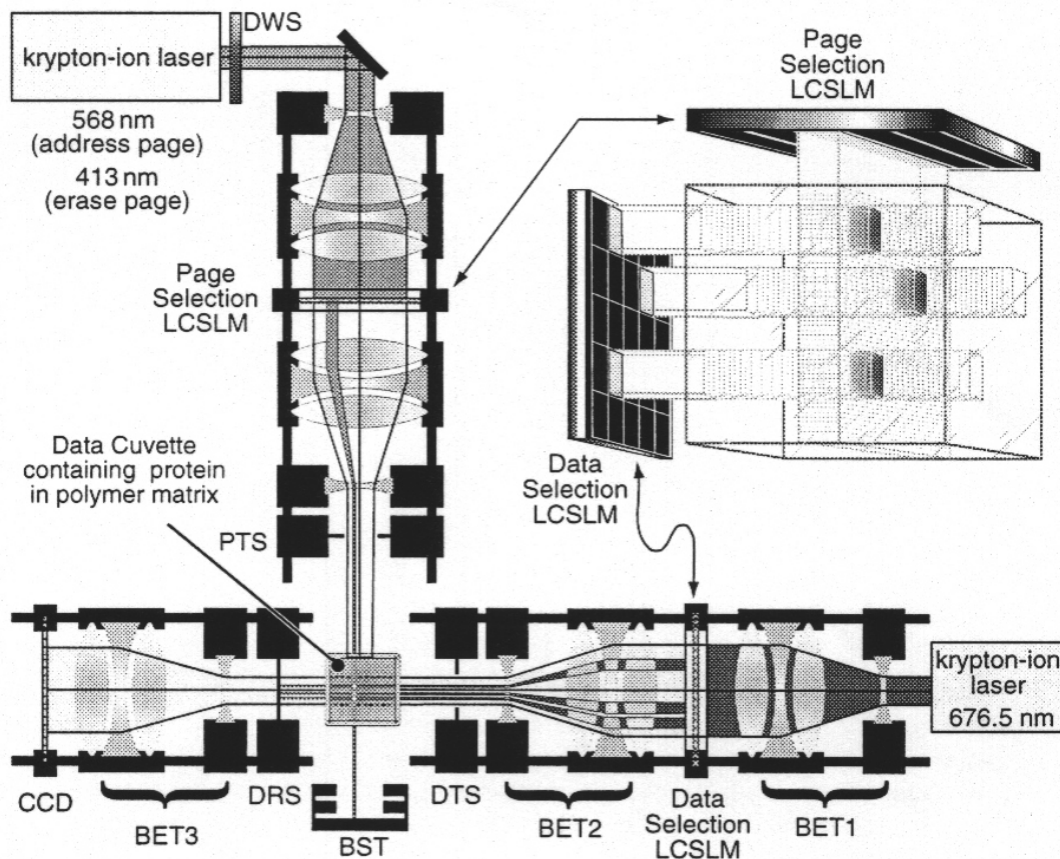 DWS
krypton-ion laser
568 nm
(address page)
413 nm
(erase page)
Page
Selection
LCSLM
Page
Selection
LCSLM
Data
Selection
LCSLM
Data Cuvette
containing protein
in polymer matrix
PTS
krypton-ion
laser
676.5 nm
CCD
BET3
DRS
BST
DTS
BET2
Data
Selection
LCSLM
BET1